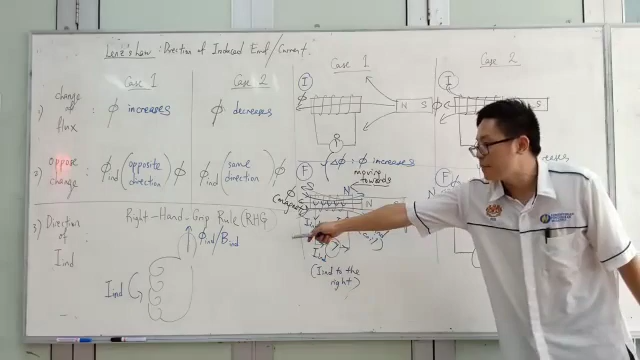 Lenz's Law : Direction of Induced Emf/Current.
Case 1
Case 2
1) change of flux :
ϕ increases
ϕ decreases
2) oppose change :
ϕind (opposite direction) ϕ
ϕind (same direction) ϕ
3) Direction of Iind :
Right-Hand-Grip Rule (RHG
ϕind/Bind
Iind
Case 1
I
ϕ
N S
Δϕ : ϕ increases
F
moving towards
S
N
ϕ
N S
Iind
(Iind to the right)
Case 2
I
ϕ
S
F
N
ϕ